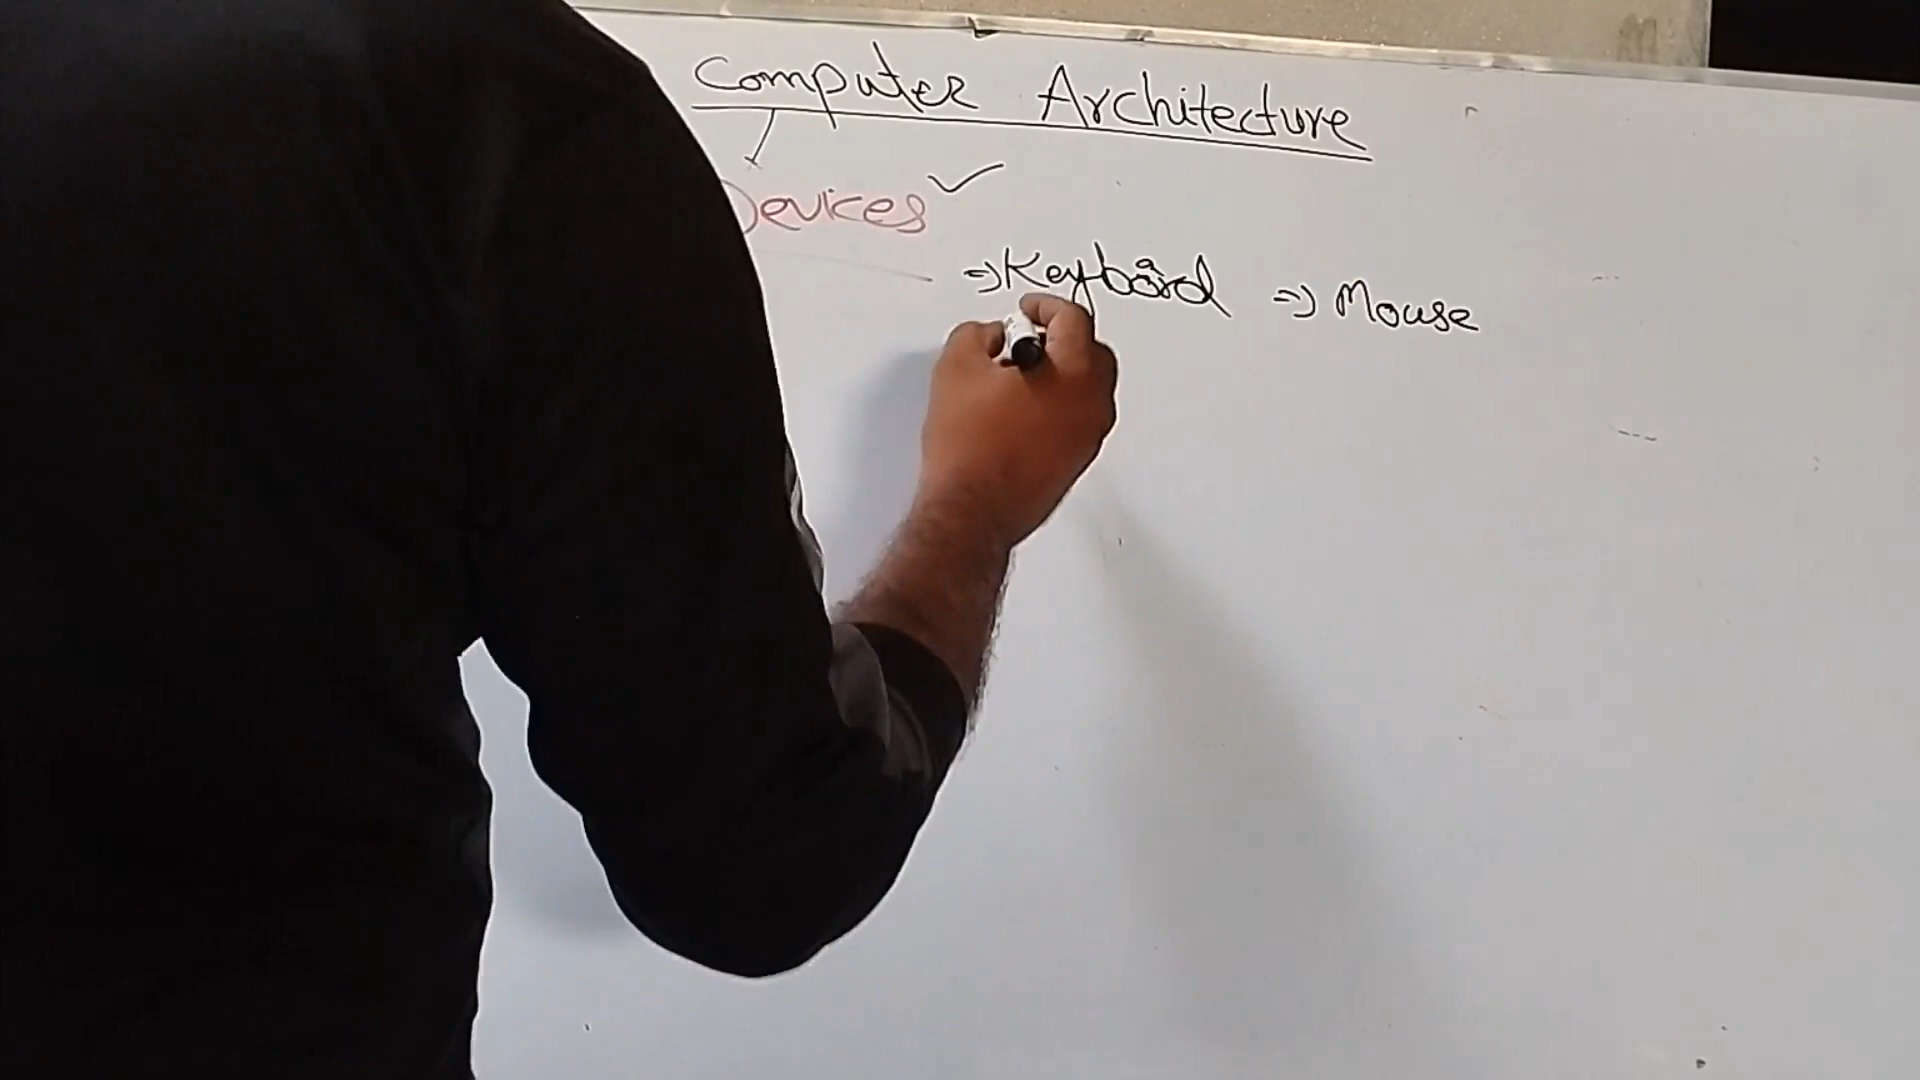 Computer Architecture
Devices ✓
=> Keyboard => Mouse